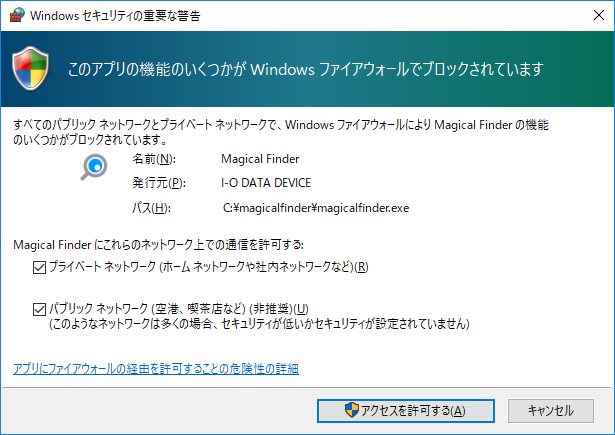 Windows セキュリティの重要な警告
このアプリの機能のいくつかが Windows ファイアウォールでブロックされています
すべてのパブリック ネットワークとプライベート ネットワークで、Windows ファイアウォールにより Magical Finder の機能
のいくつかがブロックされています。
名前(N): Magical Finder
発行元(P): I-O DATA DEVICE
パス(H): C:¥magicalfinder¥magicalfinder.exe
Magical Finder にこれらのネットワーク上での通信を許可する:
プライベート ネットワーク (ホーム ネットワークや社内ネットワークなど)(R)
パブリック ネットワーク (空港、喫茶店など) (非推奨)(U)
(このようなネットワークは多くの場合、セキュリティが低いかセキュリティが設定されていません)
アプリにファイアウォールの経由を許可することの危険性の詳細
アクセスを許可する(A) キャンセル